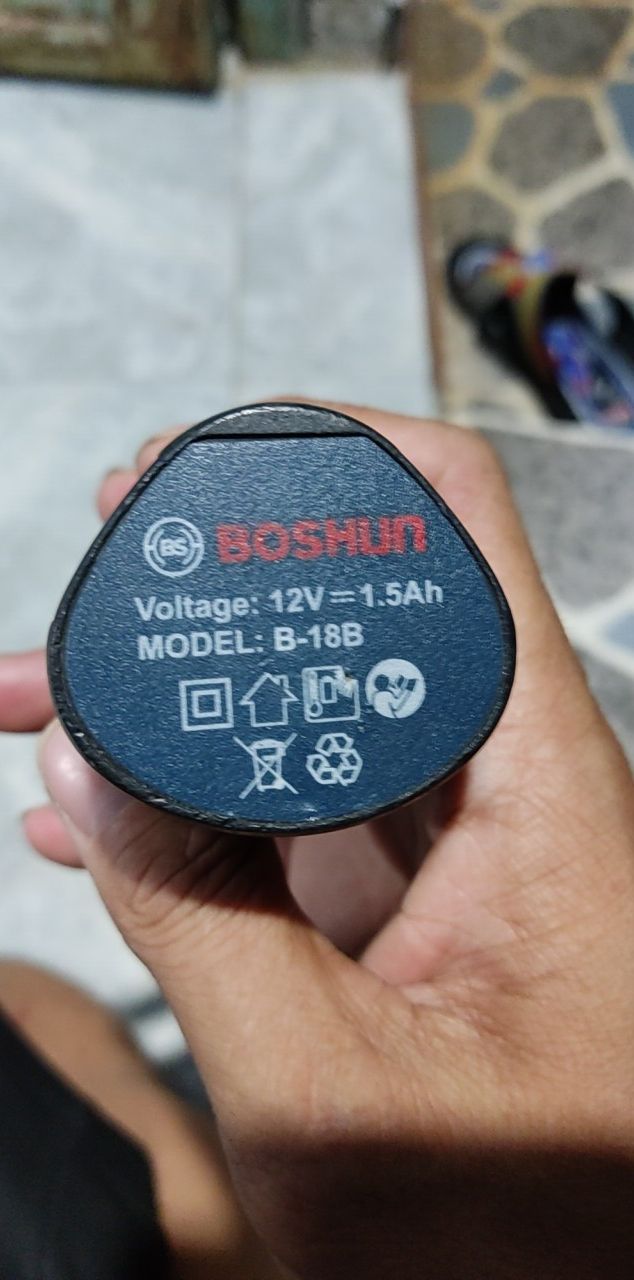 BS BOSHUN
Voltage: 12V⎓1.5Ah
MODEL: B-18B